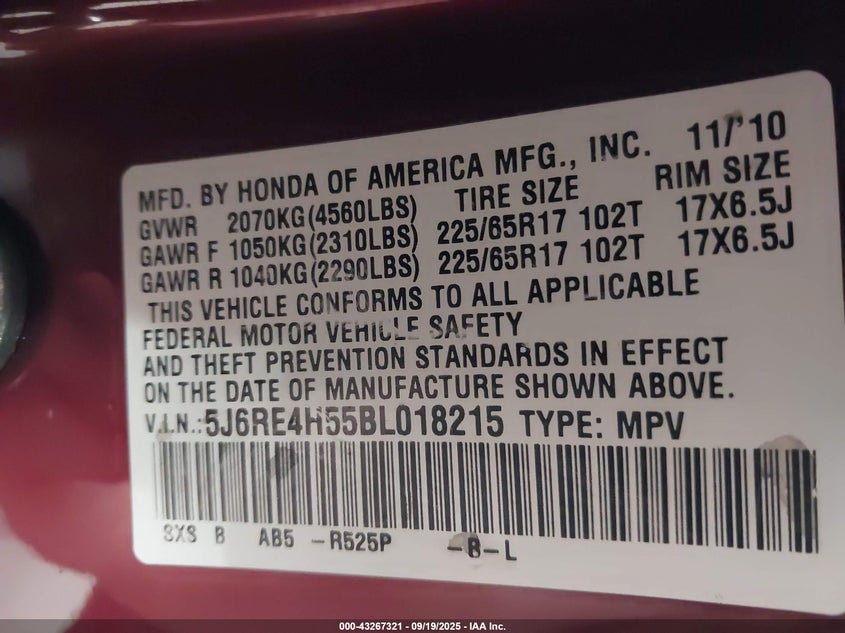 MFD. BY HONDA OF AMERICA MFG., INC. 11/'10
GVWR 2070KG(4560LBS) TIRE SIZE RIM SIZE
GAWR F 1050KG(2310LBS) 225/65R17 102T 17X6.5J
GAWR R 1040KG(2290LBS) 225/65R17 102T 17X6.5J
THIS VEHICLE CONFORMS TO ALL APPLICABLE
FEDERAL MOTOR VEHICLE SAFETY
AND THEFT PREVENTION STANDARDS IN EFFECT
ON THE DATE OF MANUFACTURE SHOWN ABOVE.
V.I.N.:5J6RE4H55BL018215 TYPE: MPV
SXS B AB5 -R525P -B-L
000-43267321 - 09/19/2025 - IAA Inc.